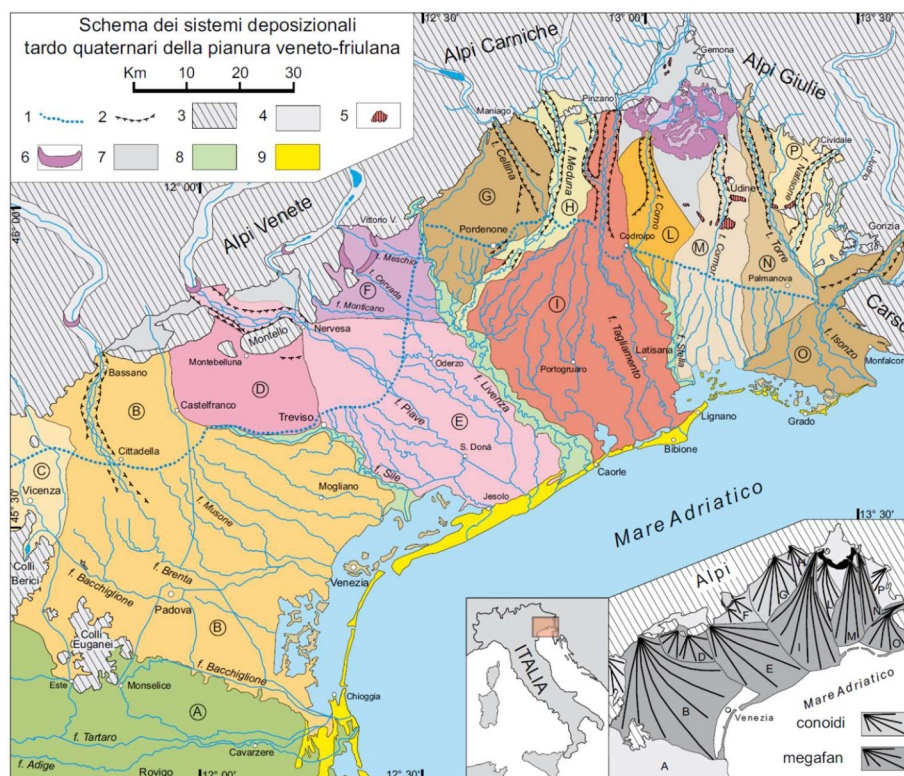 Schema dei sistemi deposizionali
tardo quaternari della pianura veneto-friulana
Km 10 20 30
1 2 3 4 5
6 7 8 9
12° 30'
13° 00
13° 30
12° 00
46° 00
45° 30
12° 00'
12° 30'
13° 30
Alpi Carniche
Alpi Giulie
Alpi Venete
Carso
Gemona
Pinzano
Maniago
Cividale
Udine
Gorizia
Vittorio V.
Pordenone
Codroipo
Palmanova
Monfalcon
Grado
Lignano
Latisana
Portogruaro
Bibione
Caorle
Jesolo
S. Donà
Oderzo
Nervesa
Montello
Montebelluna
Castelfranco
Treviso
Bassano
Cittadella
Vicenza
Mogliano
Venezia
Padova
Colli
Berici
Colli
Euganei
Este
Monselice
Chioggia
Cavarzere
Rovigo
f. Cellina
f. Meduna
f. Corno
f. Cormor
Torre
f. Natisone
f. Judrio
f. Isonzo
f. Stella
f. Tagliamento
f. Livenza
f. Meschio
f. Cervada
f. Monticano
f. Piave
f. Sile
f. Musone
f. Brenta
f. Bacchiglione
f. Bacchiglione
f. Tartaro
f. Adige
A
B
B
C
D
E
F
G
H
I
L
M
N
O
P
Mare Adriatico
ITALIA
Alpi
A
B
D
E
F
G
H
I
L
M
N
O
P
Venezia
Mare Adriatico
conoidi
megafan